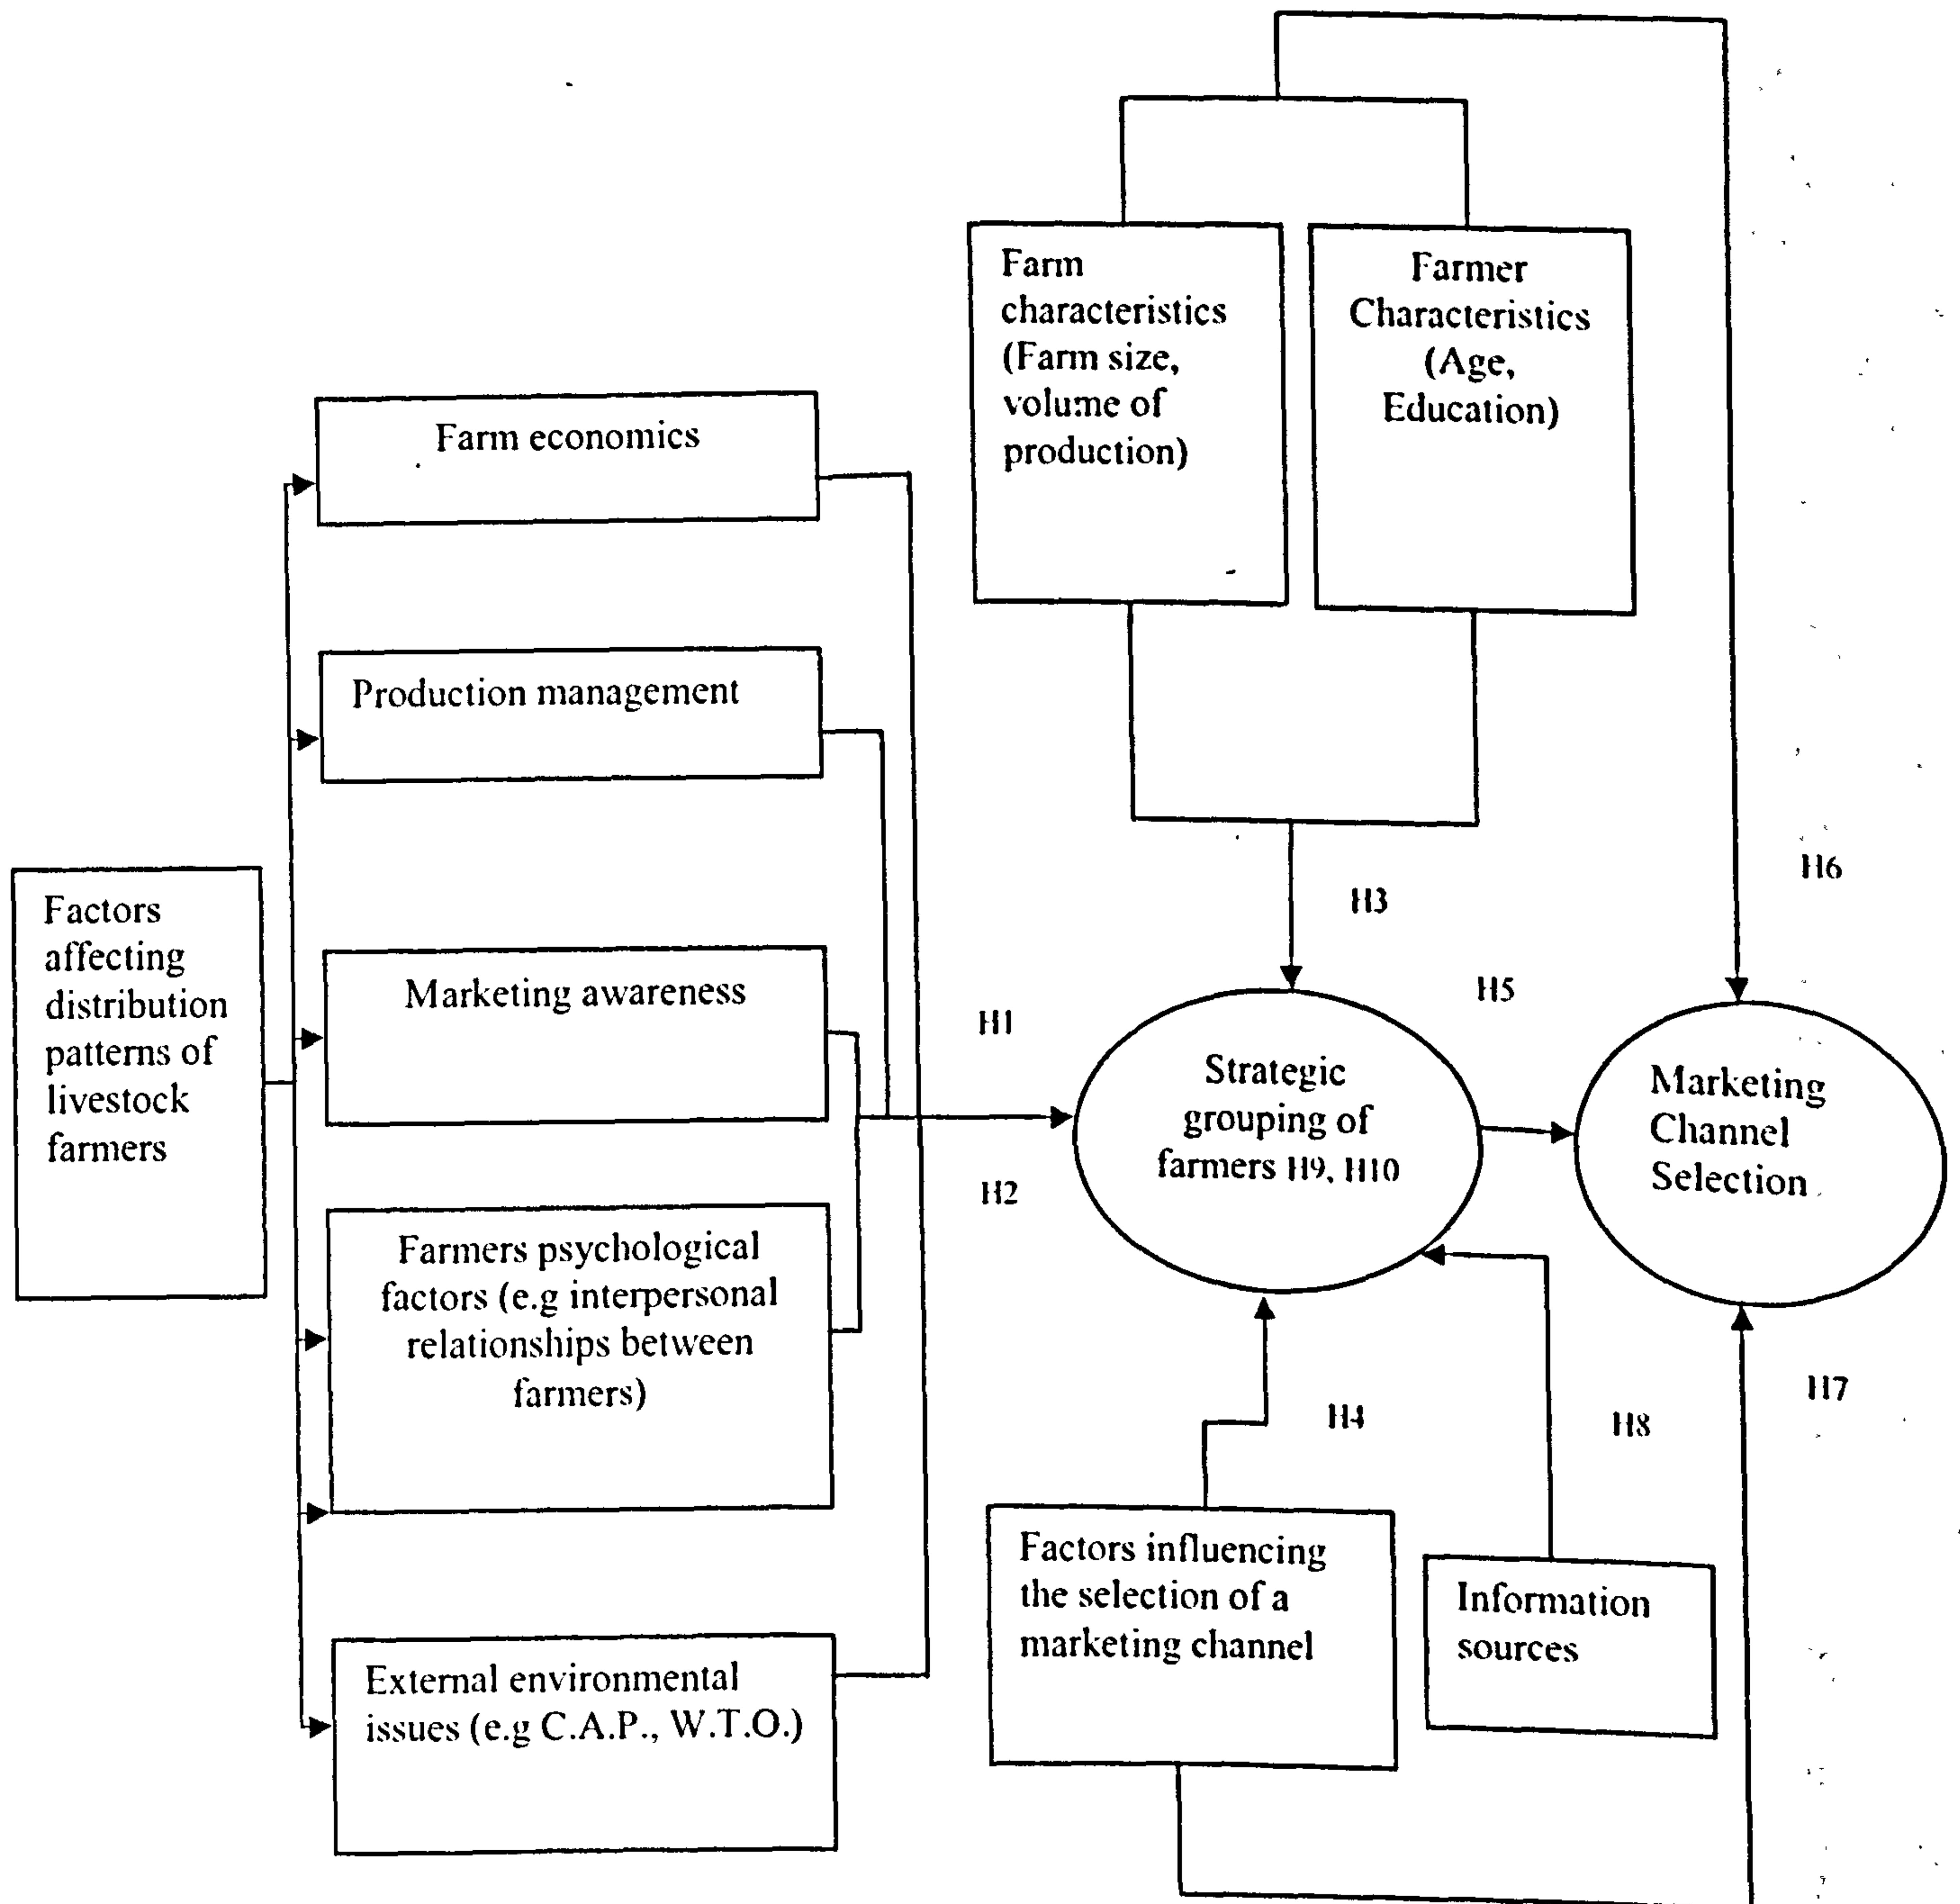 Farm
characteristics
(Farm size,
volume of
production)
Farmer
Characteristics
(Age,
Education)
Farm economics
Production management
Marketing awareness
Farmers psychological
factors (e.g interpersonal
relationships between
farmers)
External environmental
issues (e.g C.A.P., W.T.O.)
Factors
affecting
distribution
patterns of
livestock
farmers
H1
H2
H3
H5
H6
Strategic
grouping of
farmers H9, H10
Marketing
Channel
Selection
H4
H8
H7
Factors influencing
the selection of a
marketing channel
Information
sources